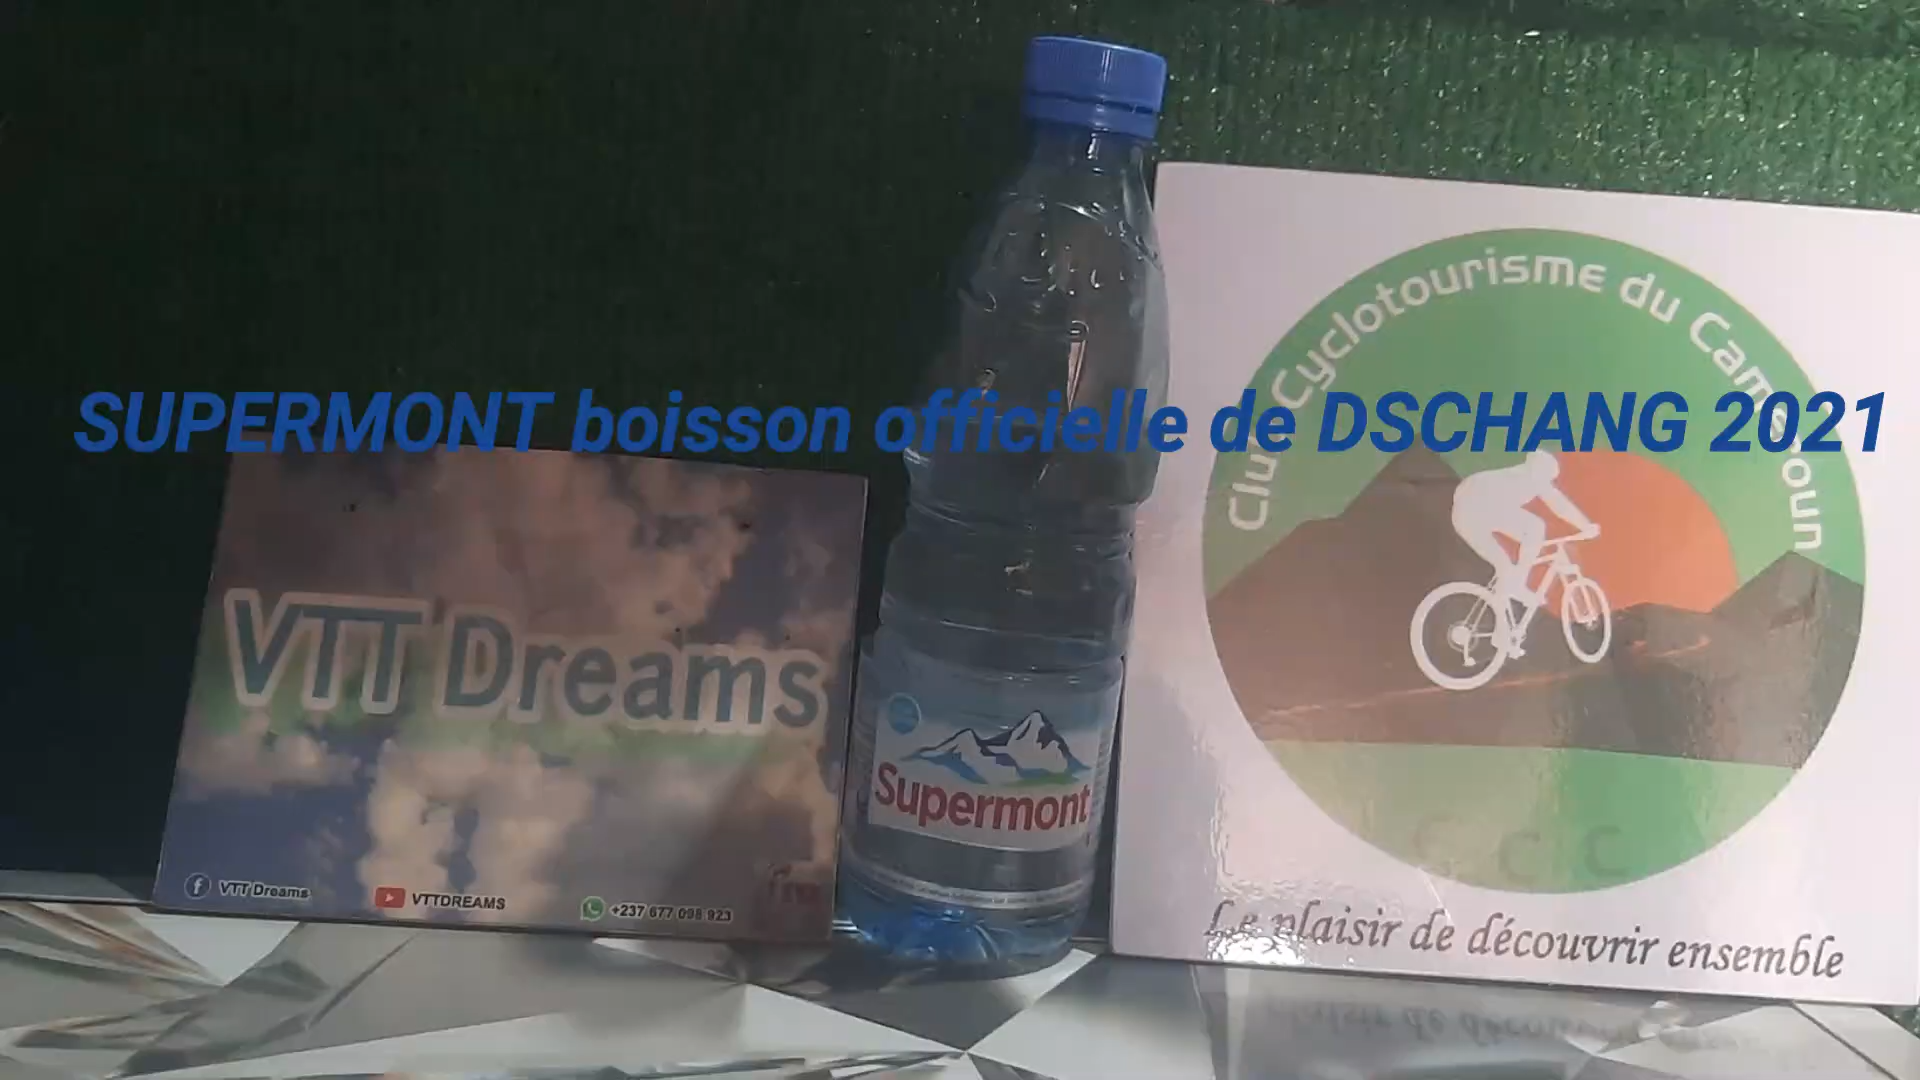 SUPERMONT boisson officielle de DSCHANG 2021
VTT Dreams
VTT Dreams
VTTDREAMS
+237 677 098 923
Supermont
Club Cyclotourisme du Cameroun
C C C
Le plaisir de découvrir ensemble